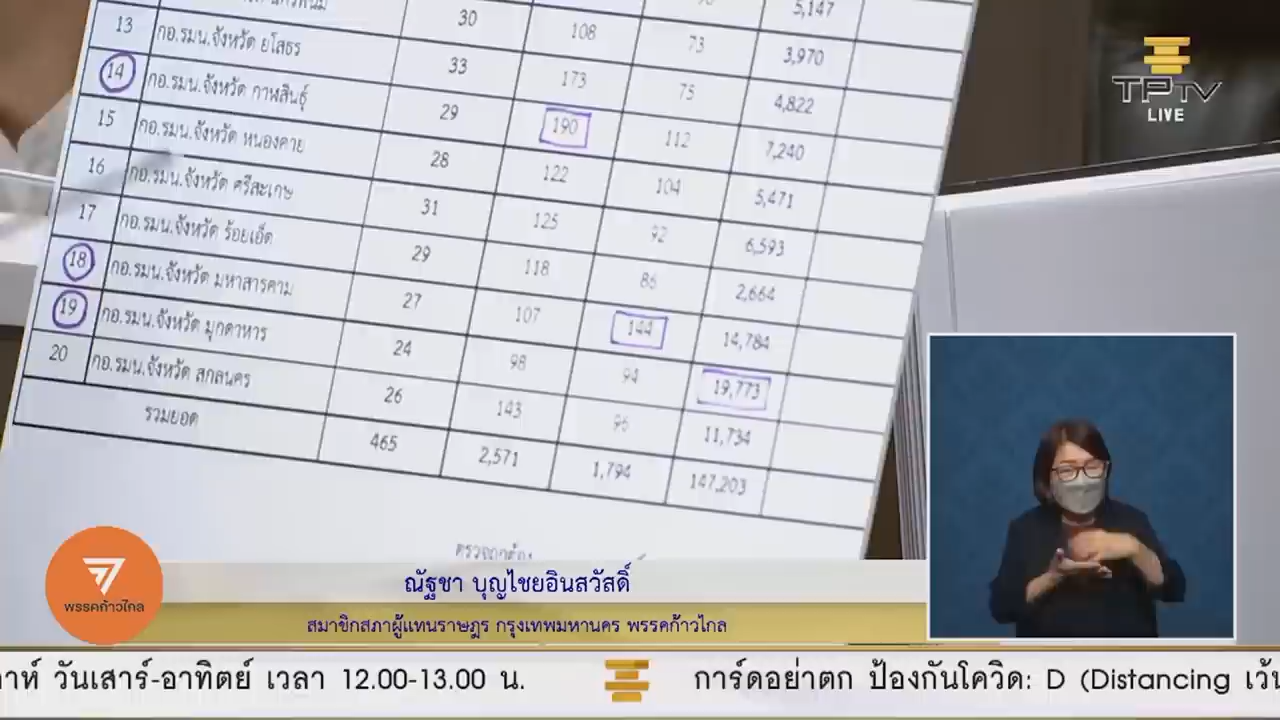 5,147
30 108 73 3,970
13 กอ.รมน.จังหวัด ยโสธร 33 173 75 4,822
14 กอ.รมน.จังหวัด กาฬสินธุ์ 29 190 112 7,240
15 กอ.รมน.จังหวัด หนองคาย 28 122 104 5,471
16 กอ.รมน.จังหวัด ศรีสะเกษ 31 125 92 6,593
17 กอ.รมน.จังหวัด ร้อยเอ็ด 29 118 86 2,664
18 กอ.รมน.จังหวัด มหาสารคาม 27 107 144 14,784
19 กอ.รมน.จังหวัด มุกดาหาร 24 98 94 19,773
20 กอ.รมน.จังหวัด สกลนคร 26 143 96 11,734
รวมยอด 465 2,571 1,794 147,203
ตรวจถูกต้อง
TPTV
LIVE
พรรคก้าวไกล
ณัฐชา บุญไชยอินสวัสดิ์
สมาชิกสภาผู้แทนราษฎร กรุงเทพมหานคร พรรคก้าวไกล
วันเสาร์-อาทิตย์ เวลา 12.00-13.00 น. การ์ดอย่าตก ป้องกันโควิด: D (Distancing เว้น